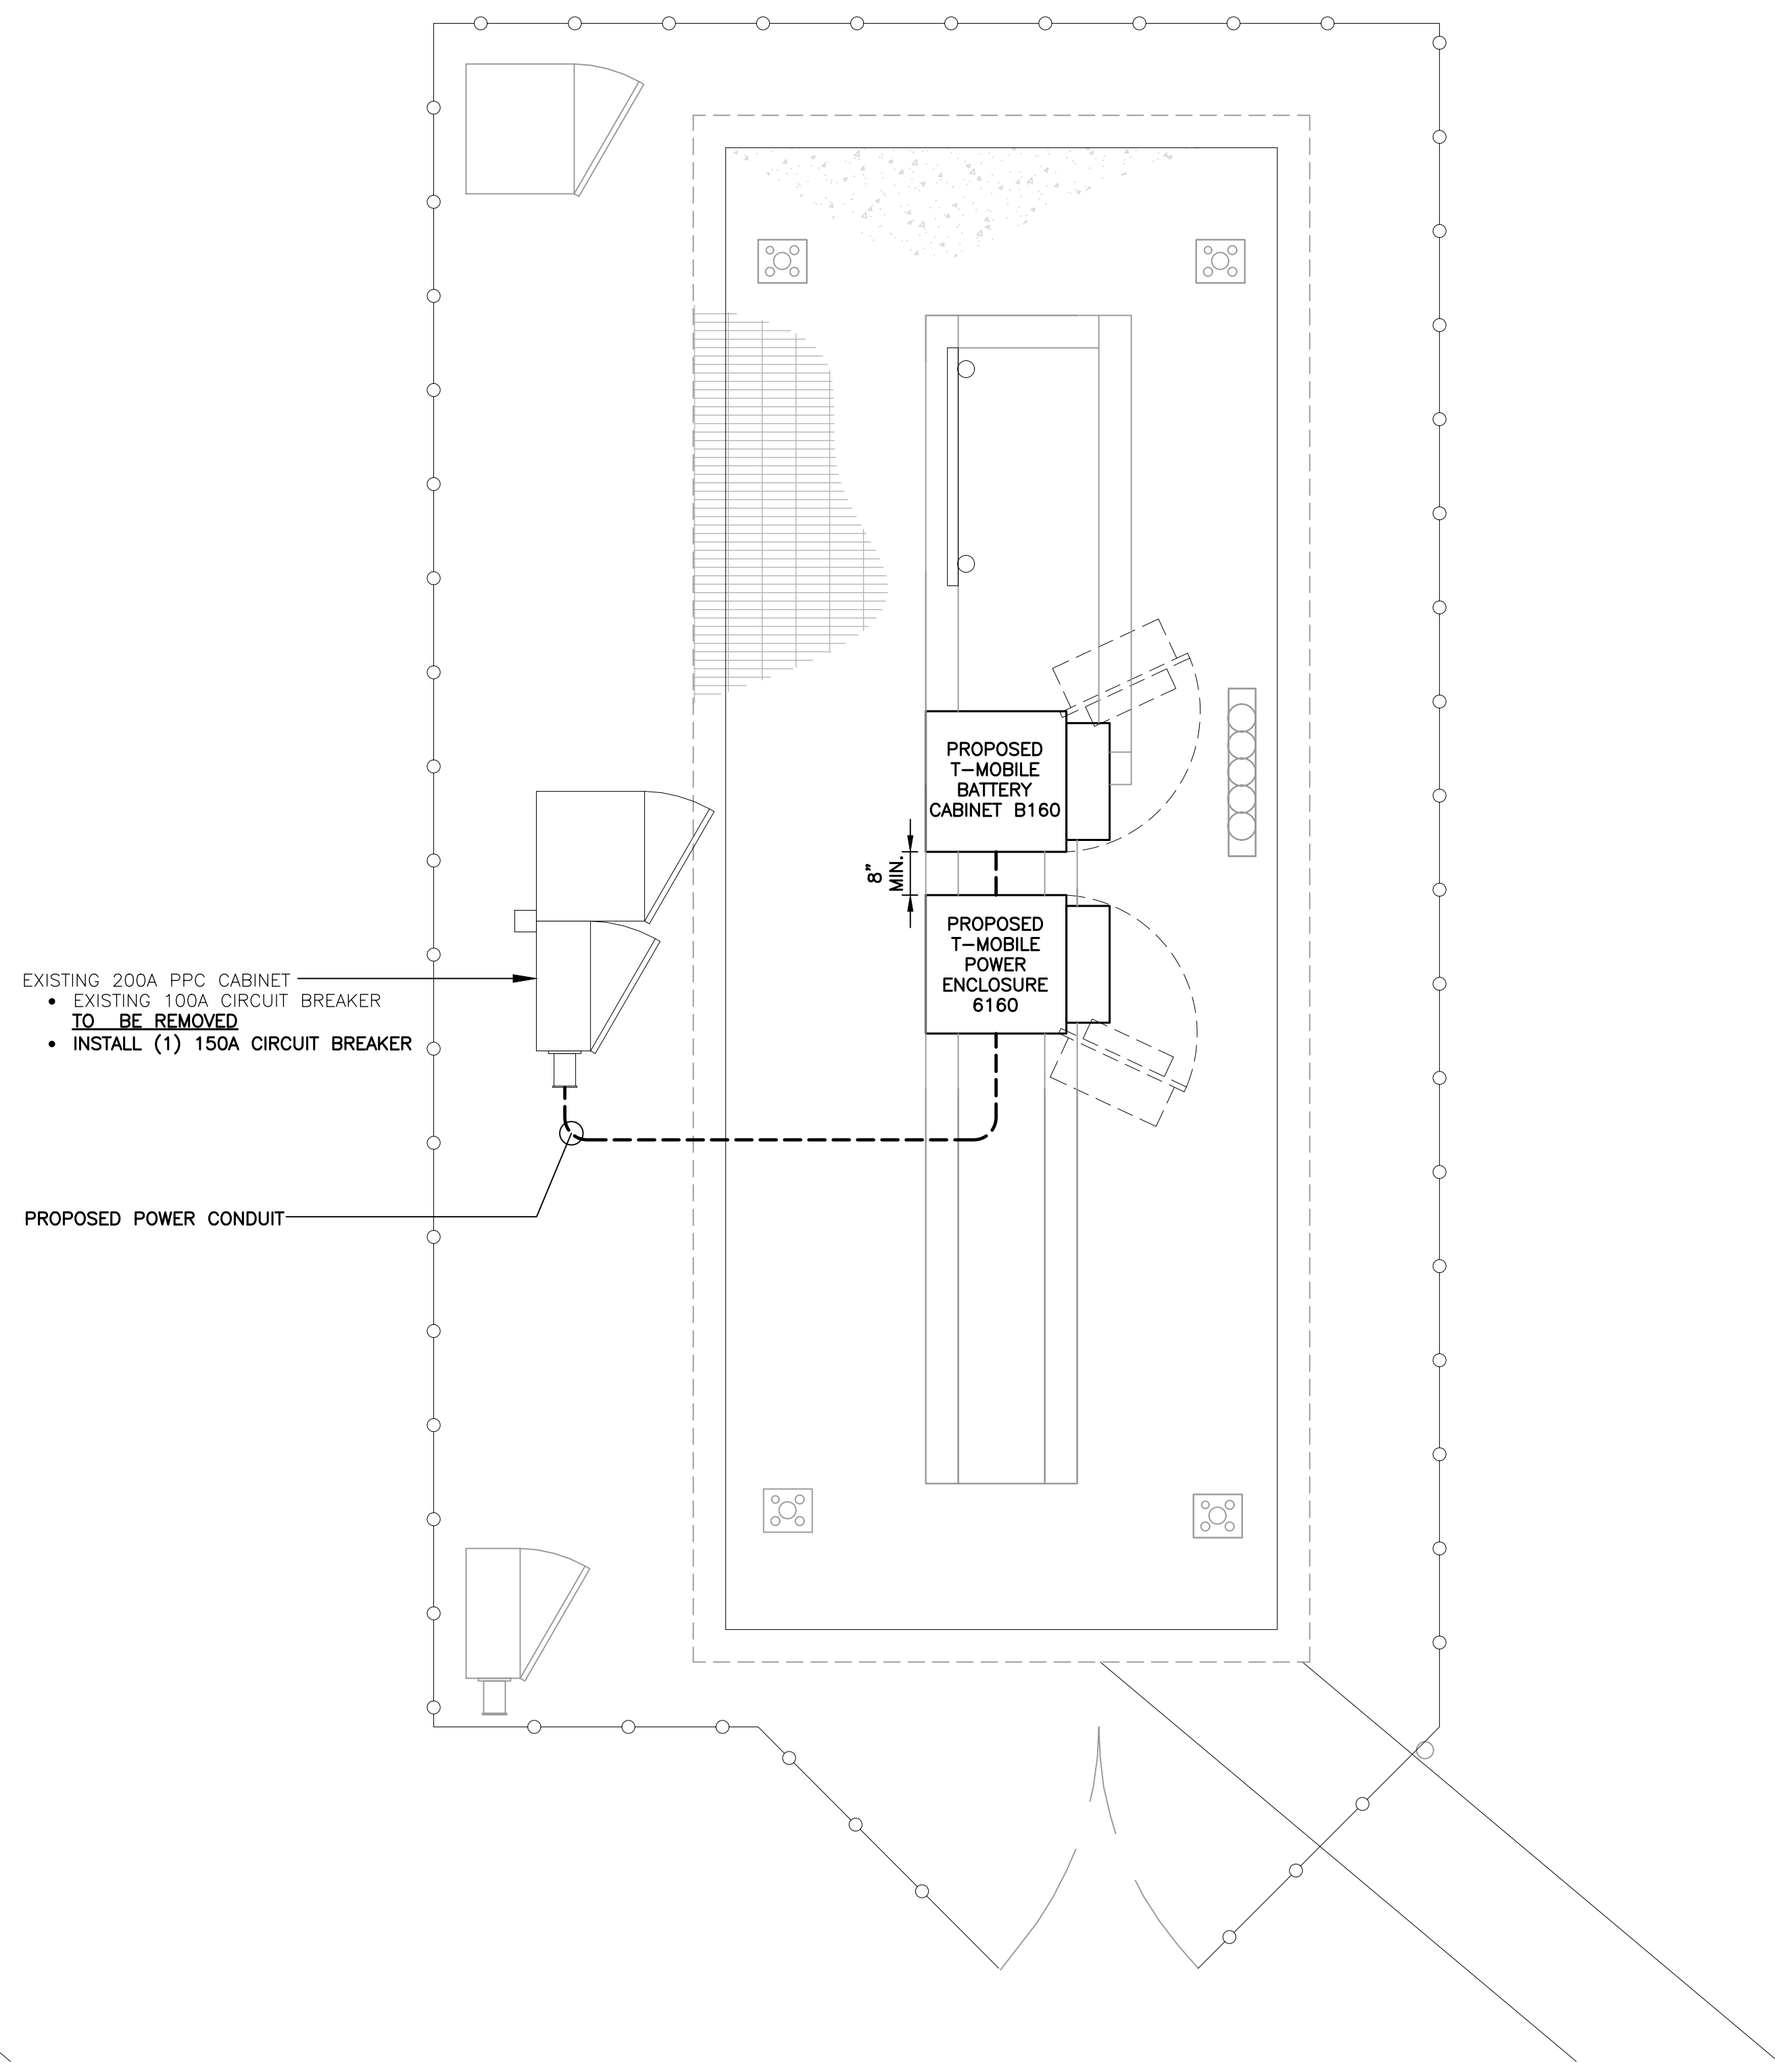 PROPOSED
T-MOBILE
BATTERY
CABINET B160
8"
MIN.
PROPOSED
T-MOBILE
POWER
ENCLOSURE
6160
EXISTING 200A PPC CABINET
• EXISTING 100A CIRCUIT BREAKER
TO BE REMOVED
• INSTALL (1) 150A CIRCUIT BREAKER
PROPOSED POWER CONDUIT